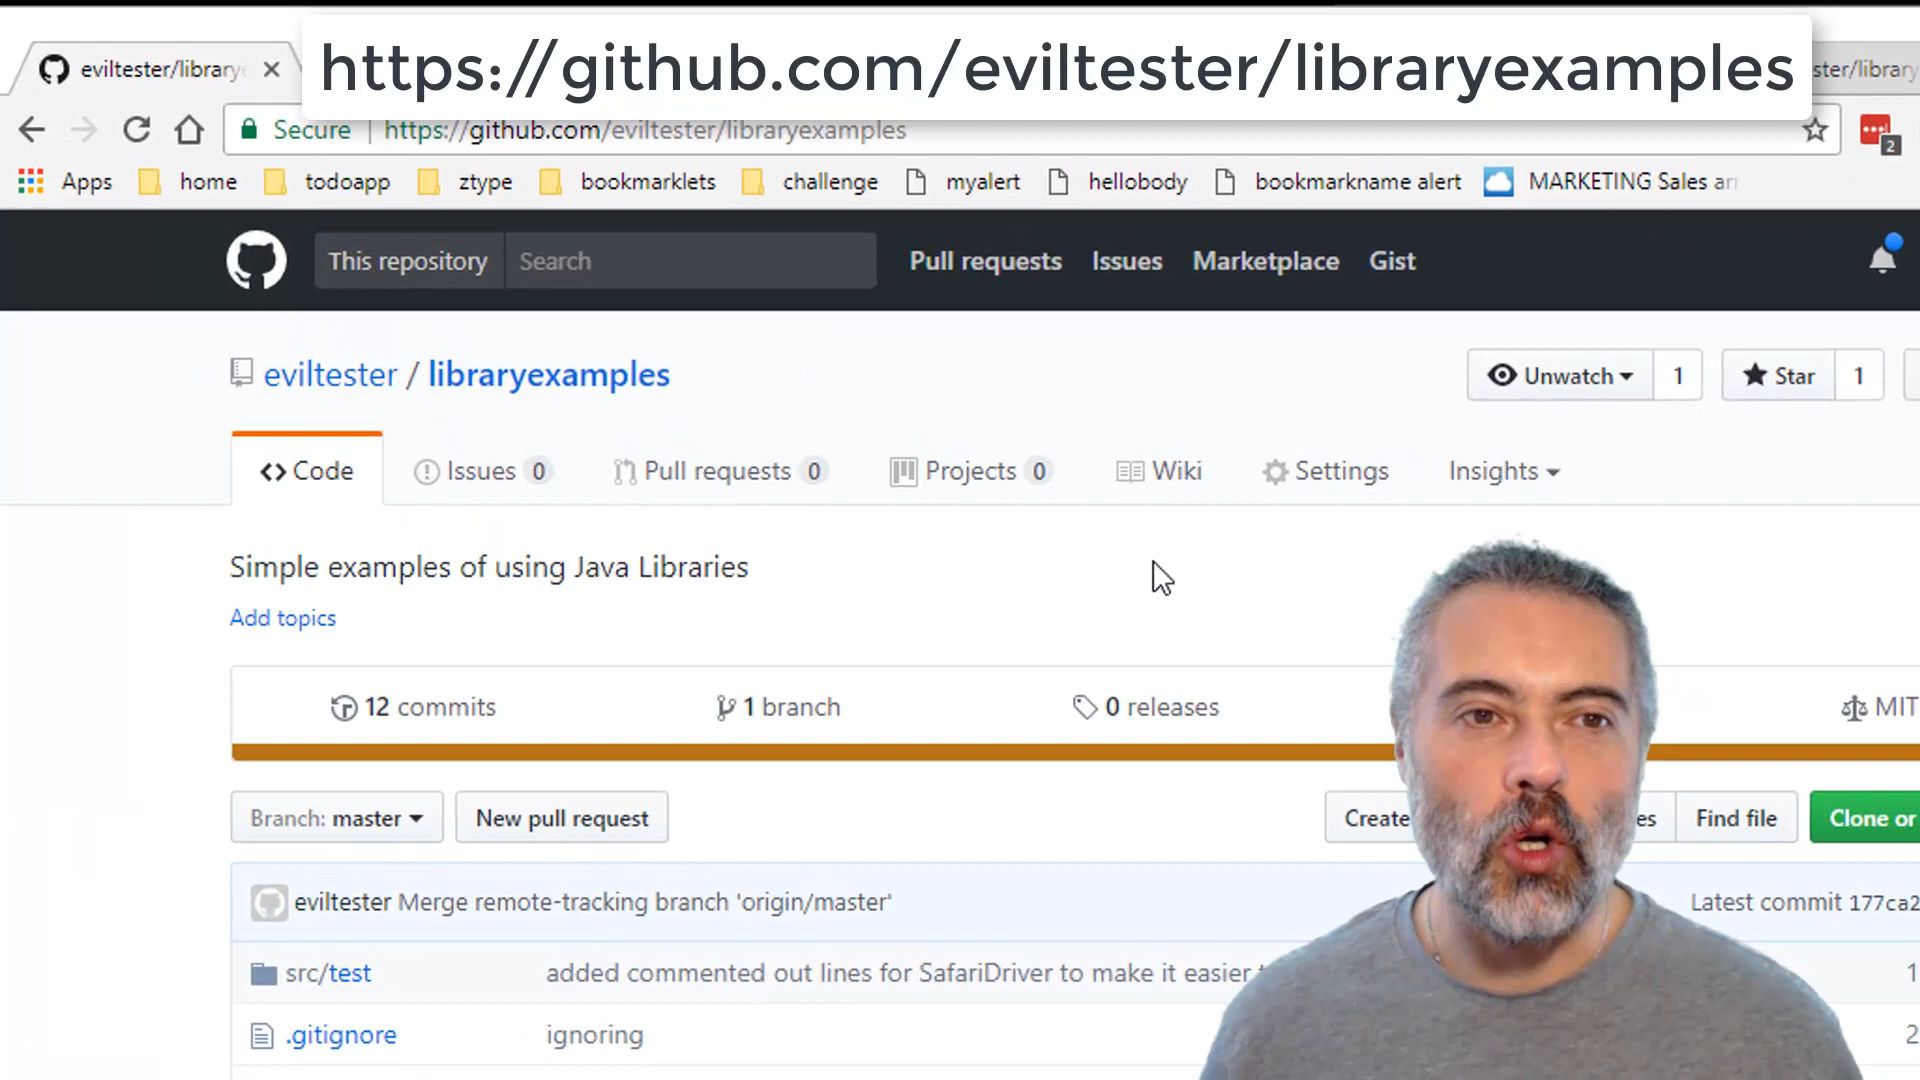 https://github.com/eviltester/libraryexamples
eviltester/library
ster/library
Secure
https://github.com/eviltester/libraryexamples
2
Apps
home
todoapp
ztype
bookmarklets
challenge
myalert
hellobody
bookmarkname alert
MARKETING Sales
This repository
Search
Pull requests
Issues
Marketplace
Gist
eviltester / libraryexamples
Unwatch
1
Star
1
Code
Issues 0
Pull requests 0
Projects 0
Wiki
Settings
Insights
Simple examples of using Java Libraries
Add topics
12 commits
1 branch
0 releases
MIT
Branch: master
New pull request
Create
es
Find file
Clone or
eviltester Merge remote-tracking branch 'origin/master'
Latest commit 177ca2
src/test
added commented out lines for SafariDriver to make it easier
1
.gitignore
ignoring
2